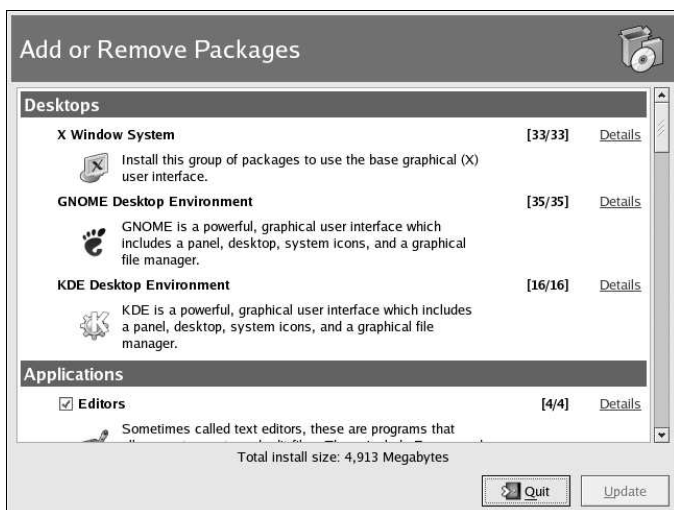 Add or Remove Packages
Desktops
X Window System [33/33] Details
Install this group of packages to use the base graphical (X)
user interface.
GNOME Desktop Environment [35/35] Details
GNOME is a powerful, graphical user interface which
includes a panel, desktop, system icons, and a graphical
file manager.
KDE Desktop Environment [16/16] Details
KDE is a powerful, graphical user interface which includes
a panel, desktop, system icons, and a graphical file
manager.
Applications
Editors [4/4] Details
Sometimes called text editors, these are programs that
Total install size: 4,913 Megabytes
Quit Update